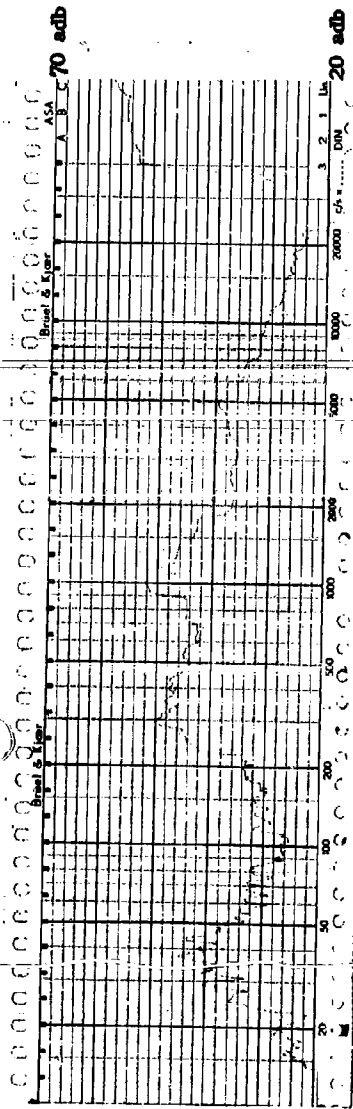 70 adb
20 adb
ASA
A B C
3 2 1 Lin.
c/s × ...... DIN
Bruel & Kjær
Bruel & Kjær
20 50 100 200 500 1000 2000 5000 10000 20000